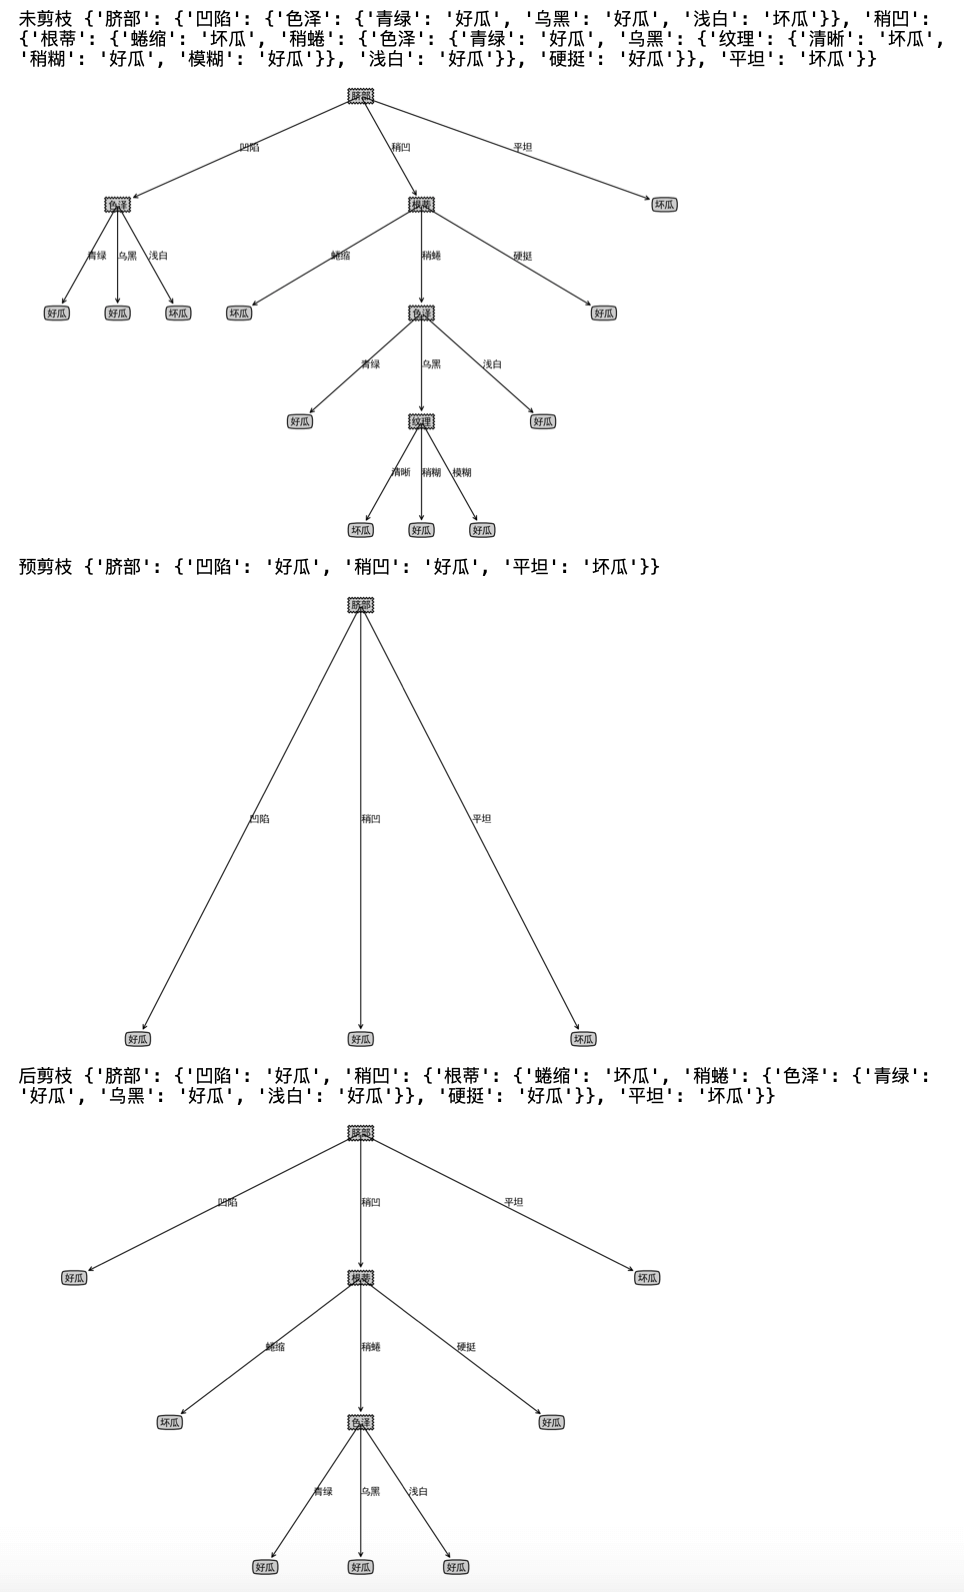 未剪枝 {'脐部': {'凹陷': {'色泽': {'青绿': '好瓜', '乌黑': '好瓜', '浅白': '坏瓜'}}, '稍凹':
{'根蒂': {'蜷缩': '坏瓜', '稍蜷': {'色泽': {'青绿': '好瓜', '乌黑': {'纹理': {'清晰': '坏瓜',
'稍糊': '好瓜', '模糊': '好瓜'}}, '浅白': '好瓜'}}, '硬挺': '好瓜'}}, '平坦': '坏瓜'}}
脐部
凹陷 稍凹 平坦
色泽 根蒂 坏瓜
青绿 乌黑 浅白 蜷缩 稍蜷 硬挺
好瓜 好瓜 坏瓜 坏瓜 色泽 好瓜
青绿 乌黑 浅白
好瓜 纹理 好瓜
清晰 稍糊 模糊
坏瓜 好瓜 好瓜
预剪枝 {'脐部': {'凹陷': '好瓜', '稍凹': '好瓜', '平坦': '坏瓜'}}
脐部
凹陷 稍凹 平坦
好瓜 好瓜 坏瓜
后剪枝 {'脐部': {'凹陷': '好瓜', '稍凹': {'根蒂': {'蜷缩': '坏瓜', '稍蜷': {'色泽': {'青绿':
'好瓜', '乌黑': '好瓜', '浅白': '好瓜'}}, '硬挺': '好瓜'}}, '平坦': '坏瓜'}}
脐部
凹陷 稍凹 平坦
好瓜 根蒂 坏瓜
蜷缩 稍蜷 硬挺
坏瓜 色泽 好瓜
青绿 乌黑 浅白
好瓜 好瓜 好瓜